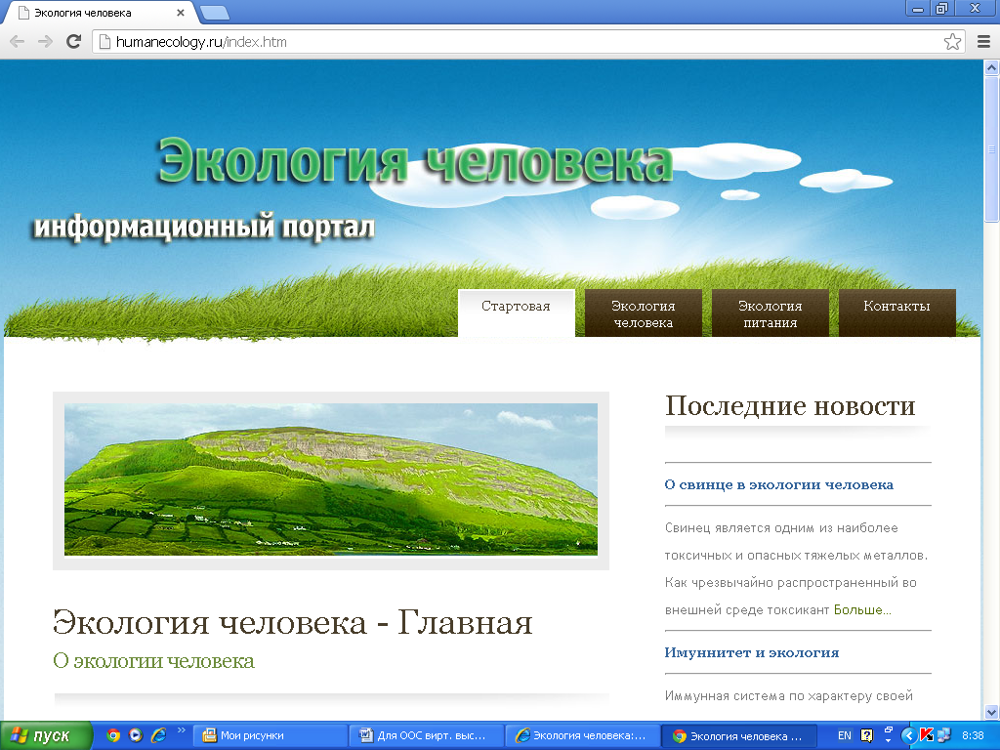 Экология человека
humanecology.ru/index.htm
Экология человека
информационный портал
Стартовая
Экология
человека
Экология
питания
Контакты
Последние новости
О свинце в экологии человека
Свинец является одним из наиболее
токсичных и опасных тяжелых металлов.
Как чрезвычайно распространенный во
внешней среде токсикант Больше...
Имуннитет и экология
Иммунная система по характеру своей
Экология человека - Главная
О экологии человека
пуск
Мои рисунки
Для ООС вирт. выс...
Экология человека:...
Экология человека ...
EN
8:38